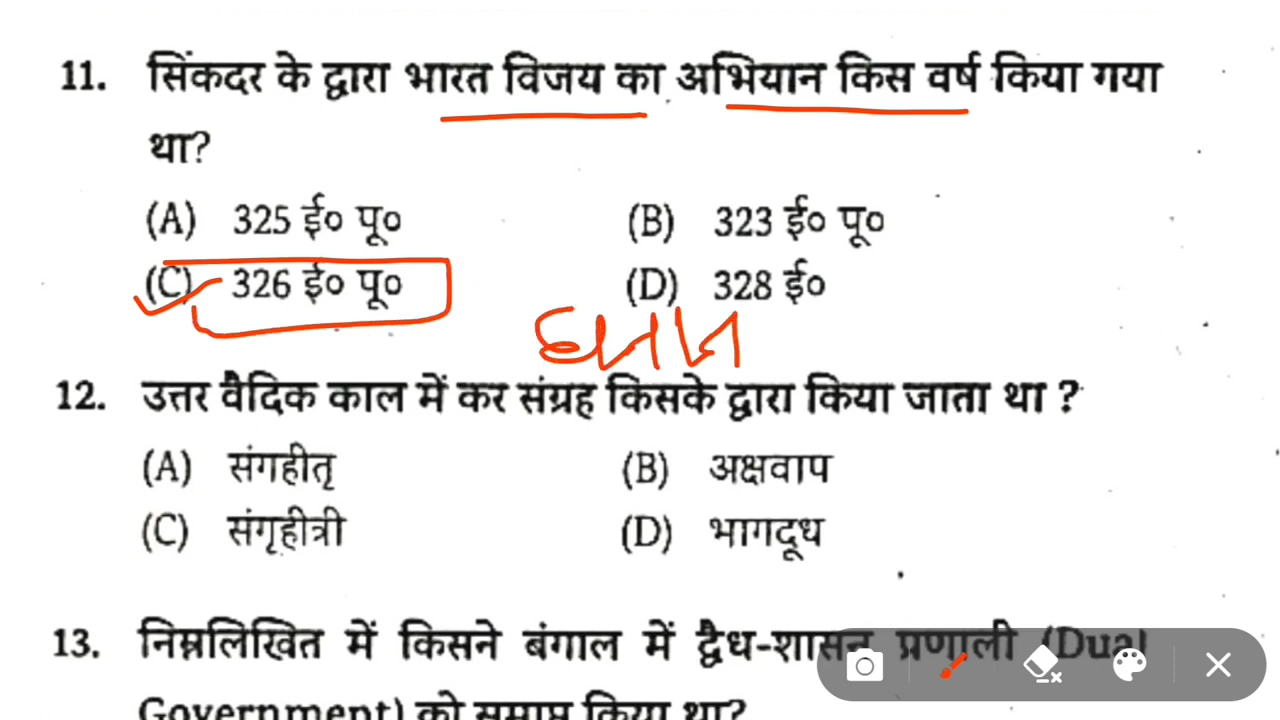 11. सिंकदर के द्वारा भारत विजय का अभियान किस वर्ष किया गया
था?
(A) 325 ई० पू० (B) 323 ई० पू०
(C) 326 ई० पू० (D) 328 ई०
12. उत्तर वैदिक काल में कर संग्रह किसके द्वारा किया जाता था ?
(A) संगहीतृ (B) अक्षवाप
(C) संगृहीत्री (D) भागदूध
13. निम्नलिखित में किसने बंगाल में द्वैध-शासन प्रणाली (Dual
Government) को समाप्त किया था?